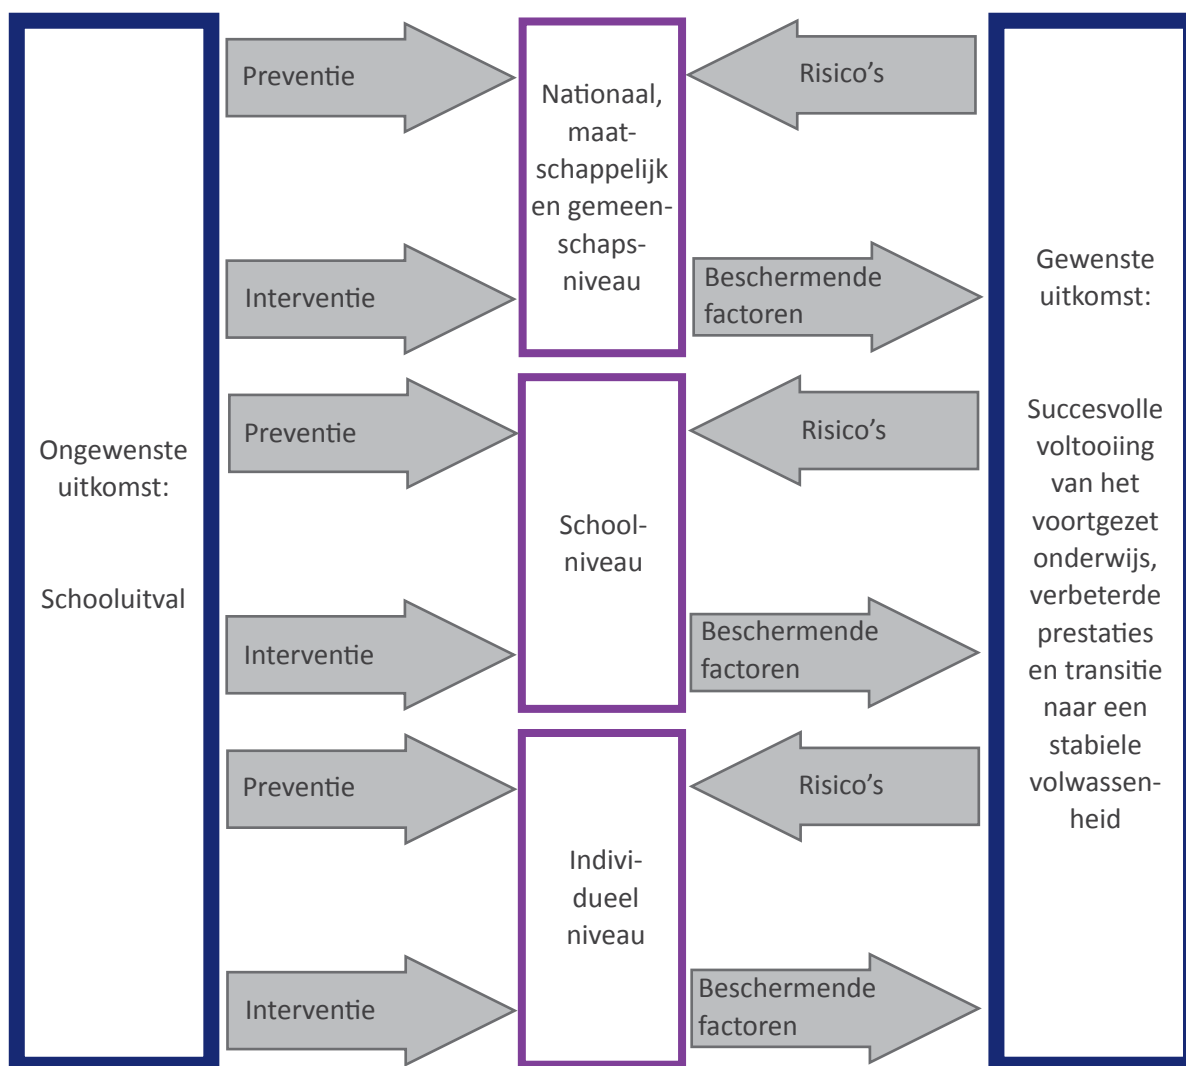 Ongewenste
uitkomst:
Schooluitval
Preventie
Interventie
Preventie
Interventie
Preventie
Interventie
Nationaal,
maat-
schappelijk
en gemeen-
schaps-
niveau
School-
niveau
Indivi-
dueel
niveau
Risico’s
Beschermende
factoren
Risico’s
Beschermende
factoren
Risico’s
Beschermende
factoren
Gewenste
uitkomst:
Succesvolle
voltooiing
van het
voortgezet
onderwijs,
verbeterde
prestaties
en transitie
naar een
stabiele
volwassen-
heid